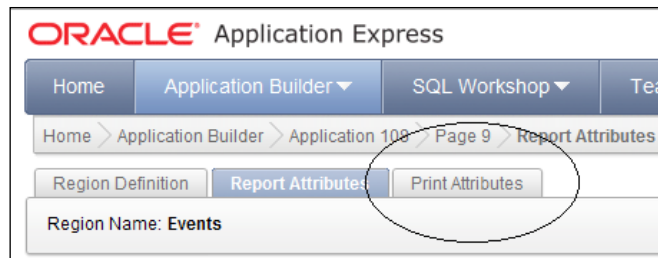 ORACLE Application Express
Home Application Builder SQL Workshop
Home Application Builder Application 108 Page 9 Report Attributes
Region Definition Report Attributes Print Attributes
Region Name: Events